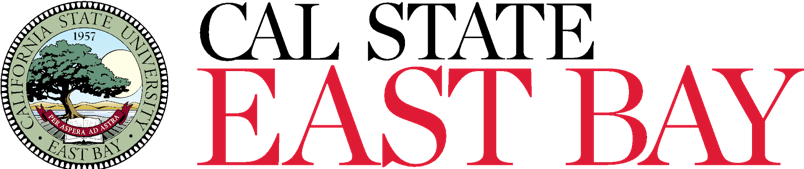 CALIFORNIA STATE UNIVERSITY
1957
PER ASPERA AD ASTRA
· EAST BAY ·
CAL STATE
EAST BAY